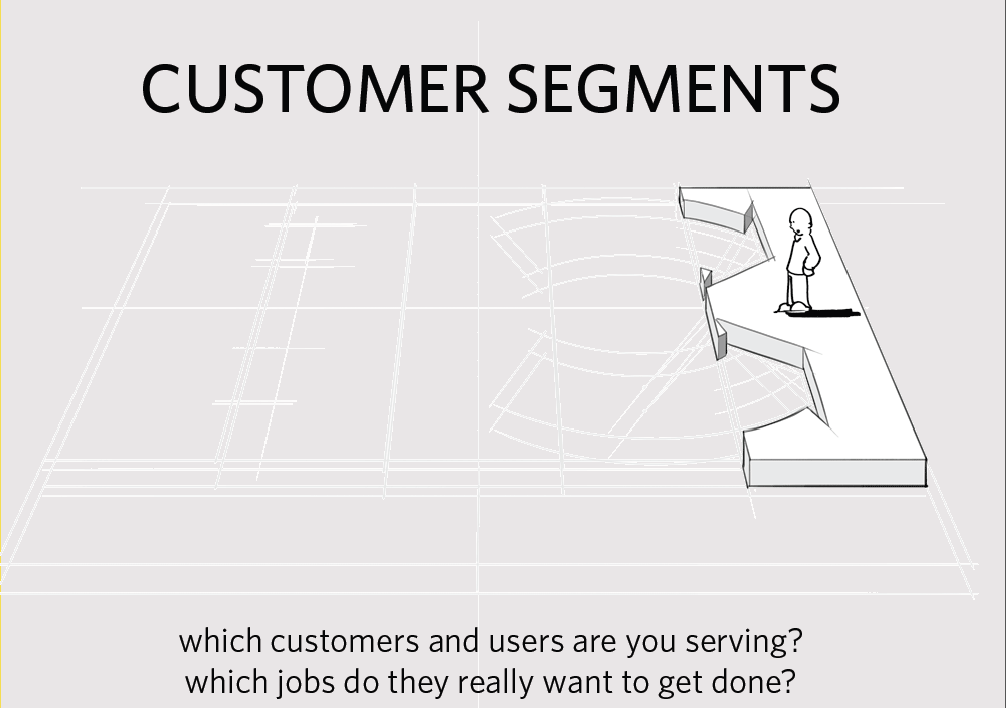 CUSTOMER SEGMENTS
which customers and users are you serving?
which jobs do they really want to get done?